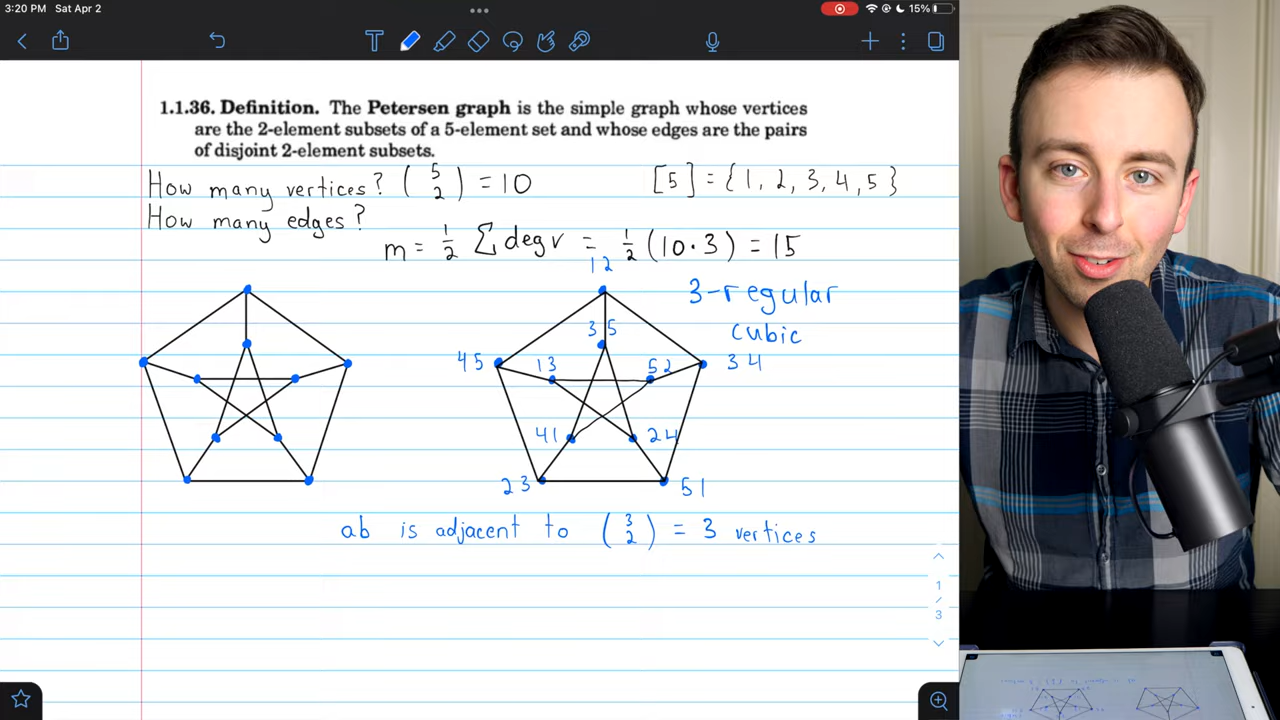 3:20 PM Sat Apr 2
15%
1.1.36. Definition. The Petersen graph is the simple graph whose vertices
are the 2-element subsets of a 5-element set and whose edges are the pairs
of disjoint 2-element subsets.
How many vertices? (5 2) = 10
[5] = {1, 2, 3, 4, 5}
How many edges?
m = 1/2 Σ deg v = 1/2 (10·3) = 15
12
3-regular
cubic
35
45
13
52
34
41
24
23
51
ab is adjacent to (3 2) = 3 vertices
1
/
3